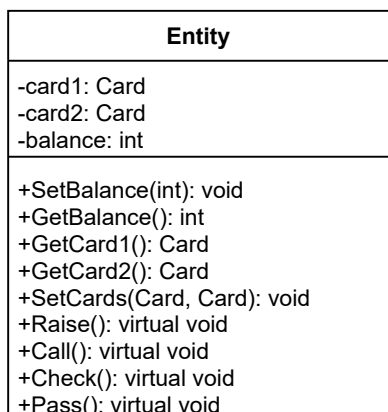 Entity
-card1: Card
-card2: Card
-balance: int
+SetBalance(int): void
+GetBalance(): int
+GetCard1(): Card
+GetCard2(): Card
+SetCards(Card, Card): void
+Raise(): virtual void
+Call(): virtual void
+Check(): virtual void
+Pass(): virtual void